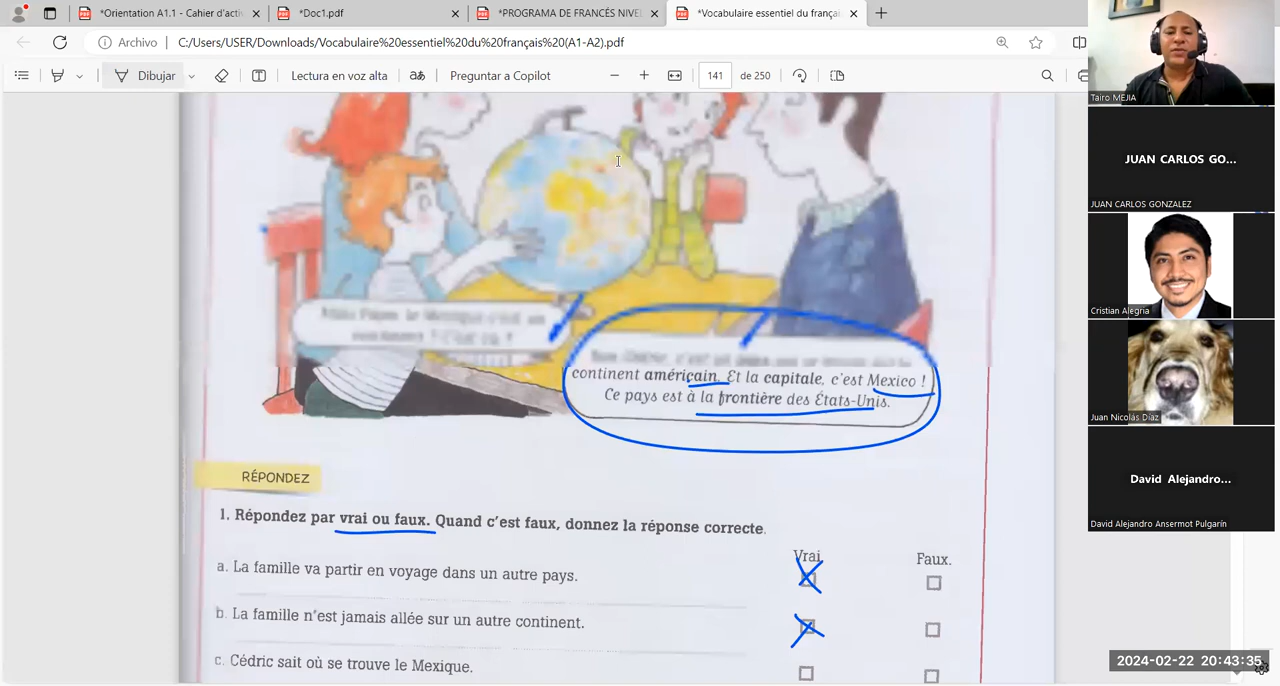 *Orientation A1.1 - Cahier d'activ
*Doc1.pdf
*PROGRAMA DE FRANCÉS NIVE
*Vocabulaire essentiel du françai
Archivo
C:/Users/USER/Downloads/Vocabulaire%20essentiel%20du%20français%20(A1-A2).pdf
Dibujar
Lectura en voz alta
aあ
Preguntar a Copilot
141
de 250
Tairo MEJIA
JUAN CARLOS GO...
JUAN CARLOS GONZALEZ
Cristian Alegria
Juan Nicolás Díaz
David Alejandro...
David Alejandro Ansermot Pulgarín
continent américain. Et la capitale, c'est Mexico !
Ce pays est à la frontière des États-Unis.
RÉPONDEZ
1. Répondez par vrai ou faux. Quand c'est faux, donnez la réponse correcte.
Vrai. Faux.
a. La famille va partir en voyage dans un autre pays.
b. La famille n'est jamais allée sur un autre continent.
c. Cédric sait où se trouve le Mexique.
2024-02-22 20:43:35